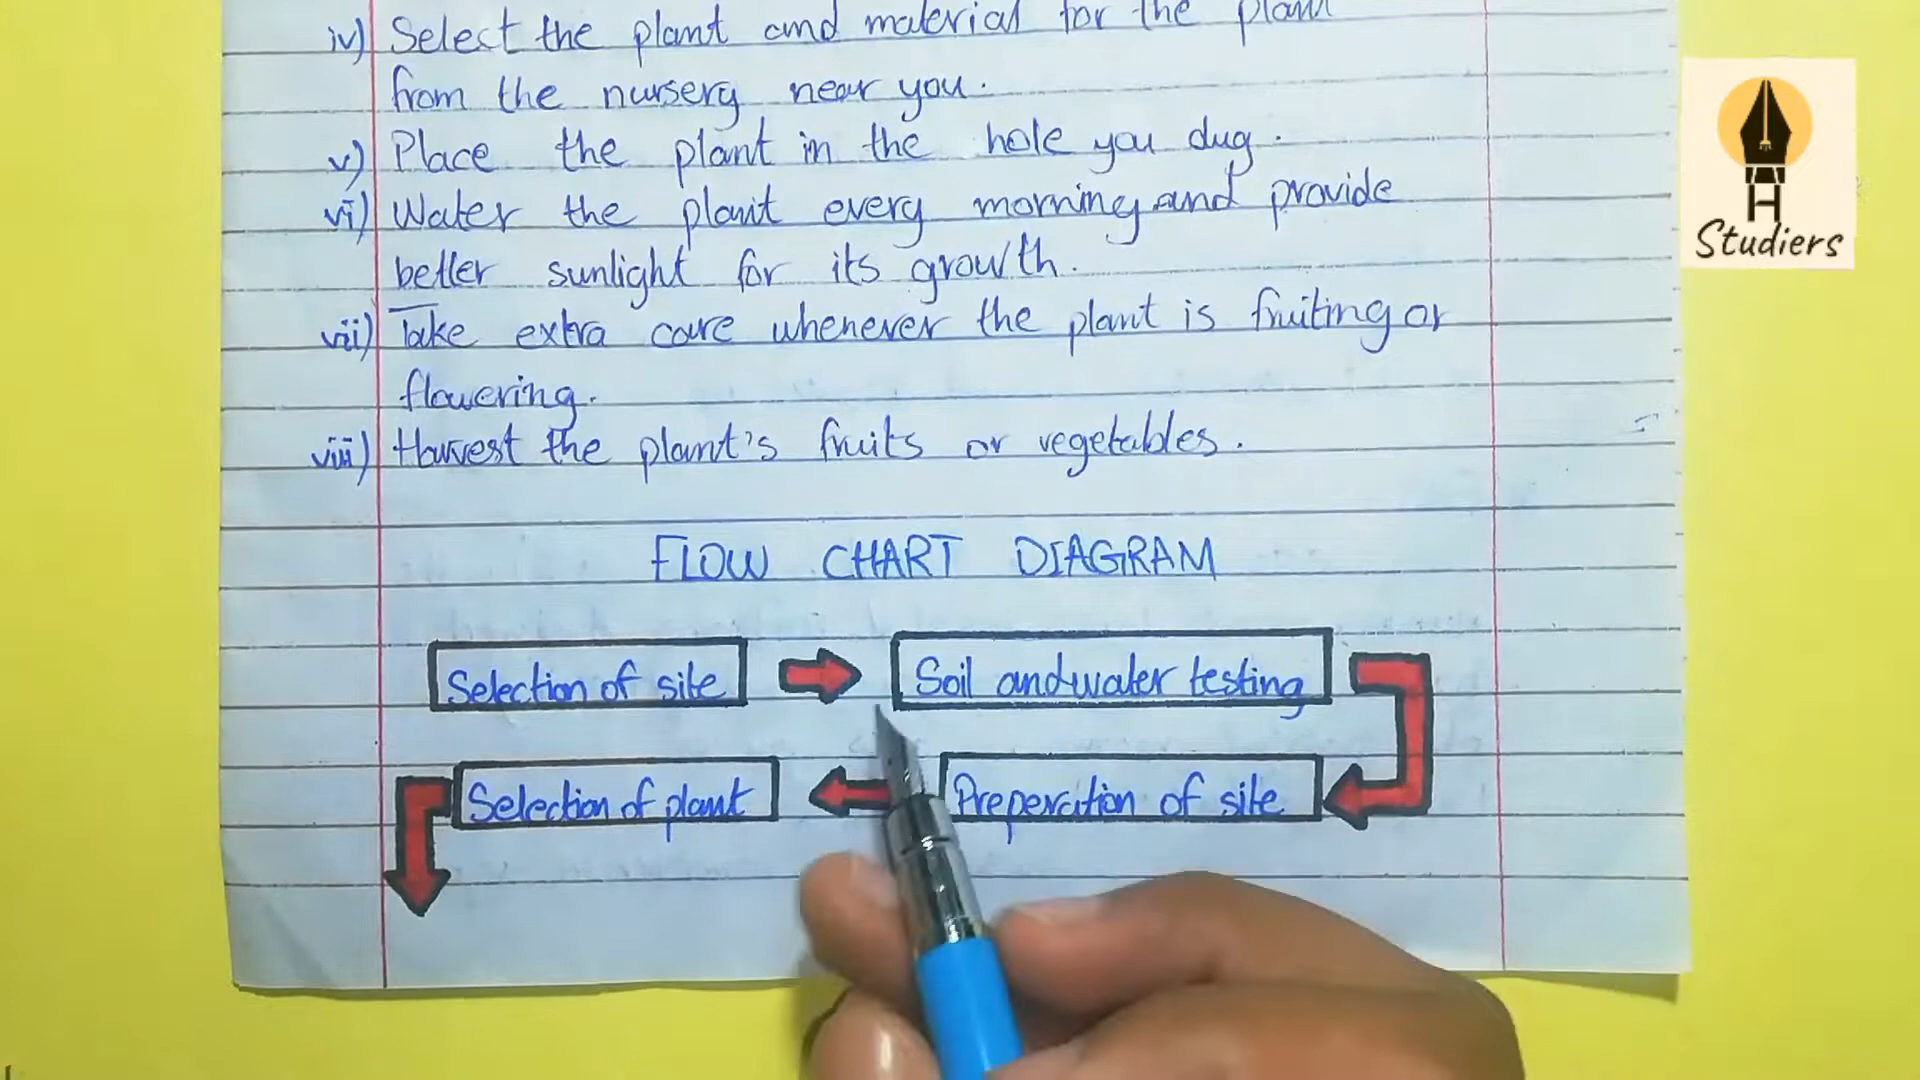 iv) Select the plant and material for the plant
from the nursery near you.
v) Place the plant in the hole you dug.
vi) Water the plant every morning and provide
better sunlight for its growth.
vii) Take extra care whenever the plant is fruiting or
flowering.
viii) Harvest the plant's fruits or vegetables.
FLOW CHART DIAGRAM
Selection of site
Soil and water testing
Preperation of site
Selection of plant
Studiers